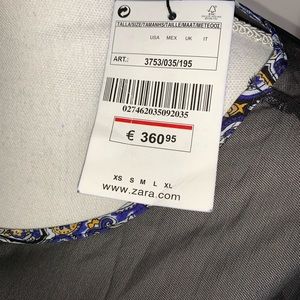 TALLA/SIZE/TAMANHS/TAILLE/MAAT/METEOOZ
USA MEX UK IT
ART.: 3753/035/195
027462035092035
€ 360,95
XS S M L XL
www.zara.com